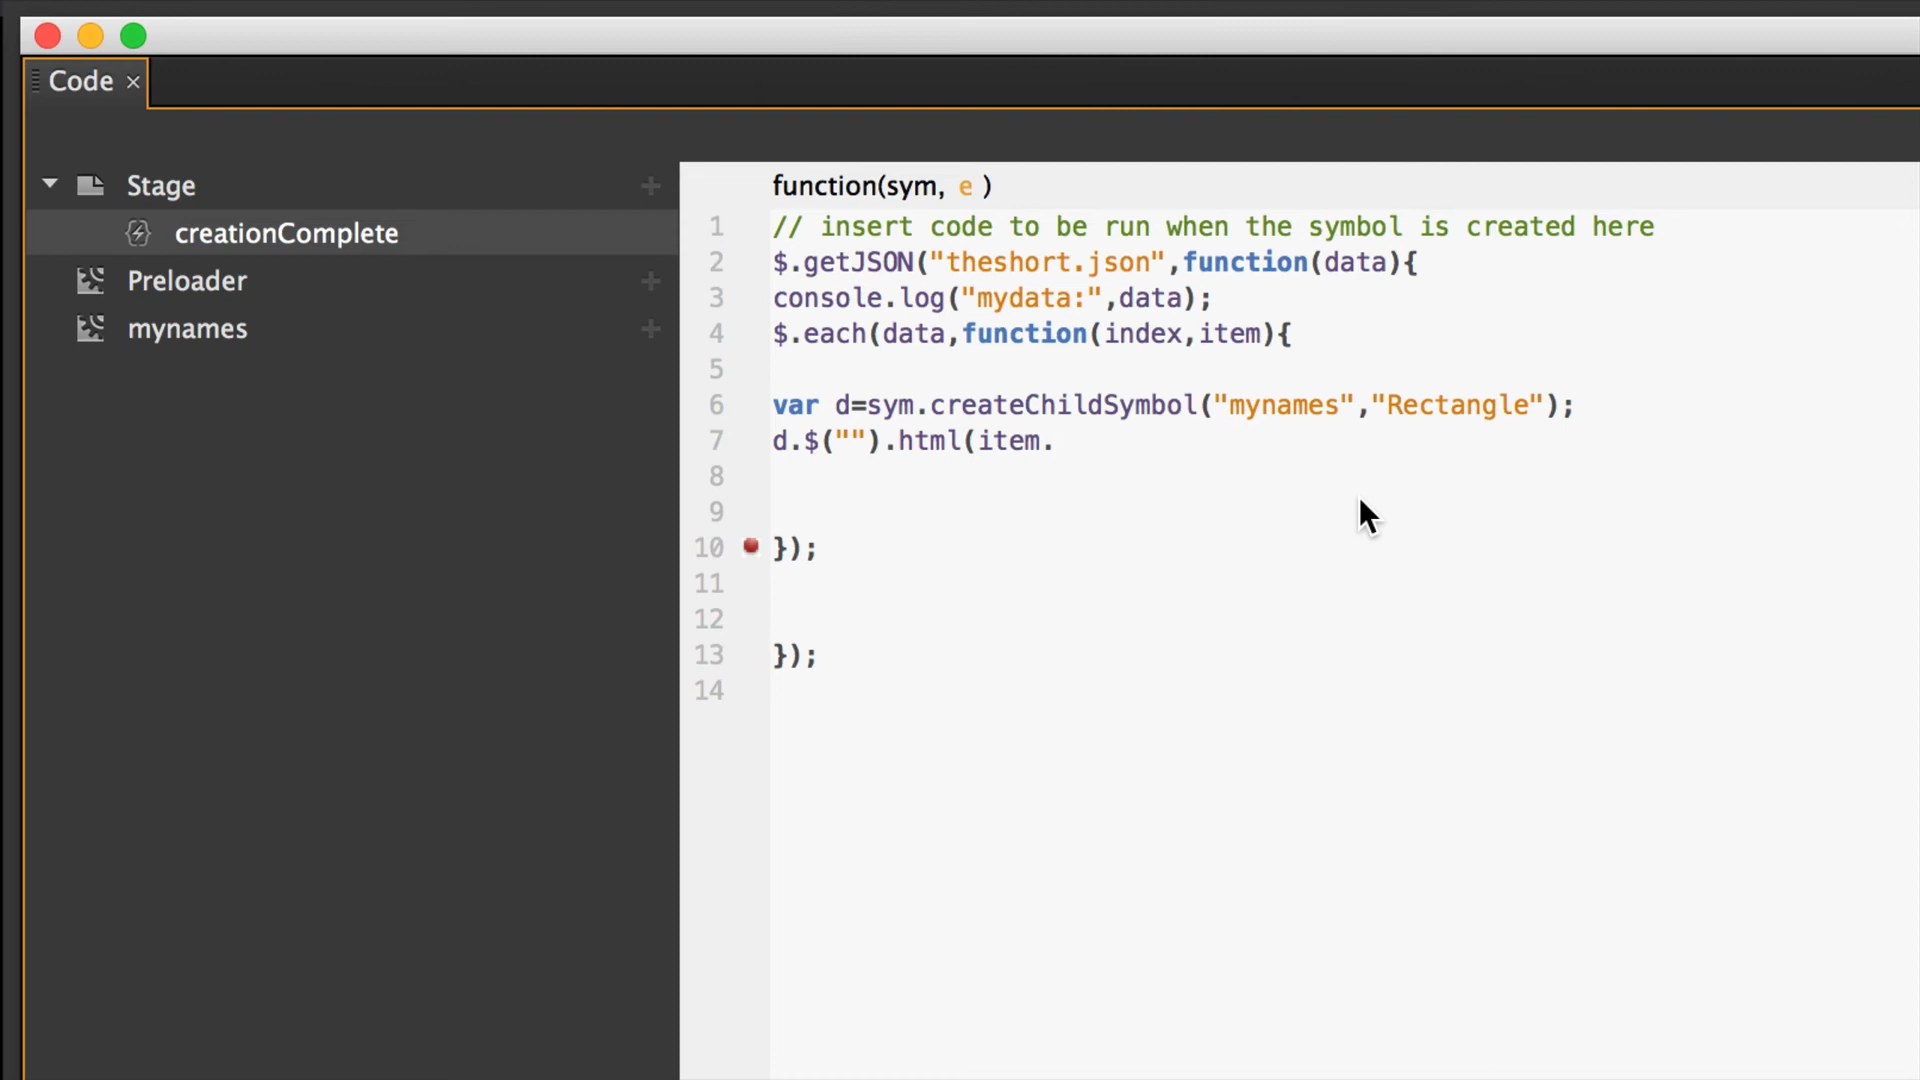 Code ×
Stage
creationComplete
Preloader
mynames
function(sym, e )
1 // insert code to be run when the symbol is created here
2 $.getJSON("theshort.json",function(data){
3 console.log("mydata:",data);
4 $.each(data,function(index,item){
5
6 var d=sym.createChildSymbol("mynames","Rectangle");
7 d.$("").html(item.
8
9
10 });
11
12
13 });
14